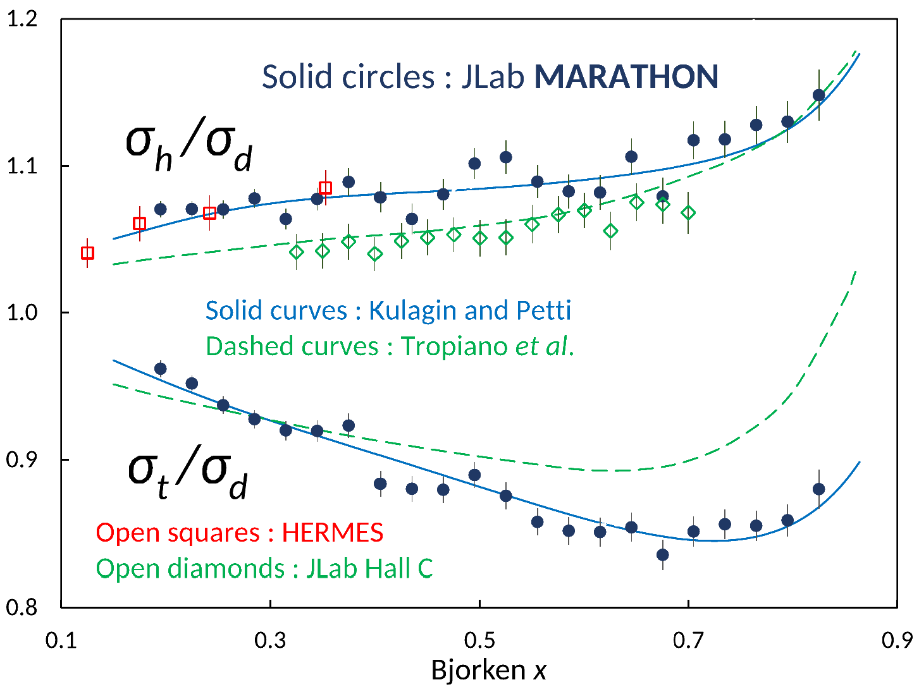 1.2
Solid circles : JLab MARATHON
σh/σd
1.1
1.0
Solid curves : Kulagin and Petti
Dashed curves : Tropiano et al.
0.9
σt/σd
Open squares : HERMES
Open diamonds : JLab Hall C
0.8
0.1 0.3 0.5 0.7 0.9
Bjorken x